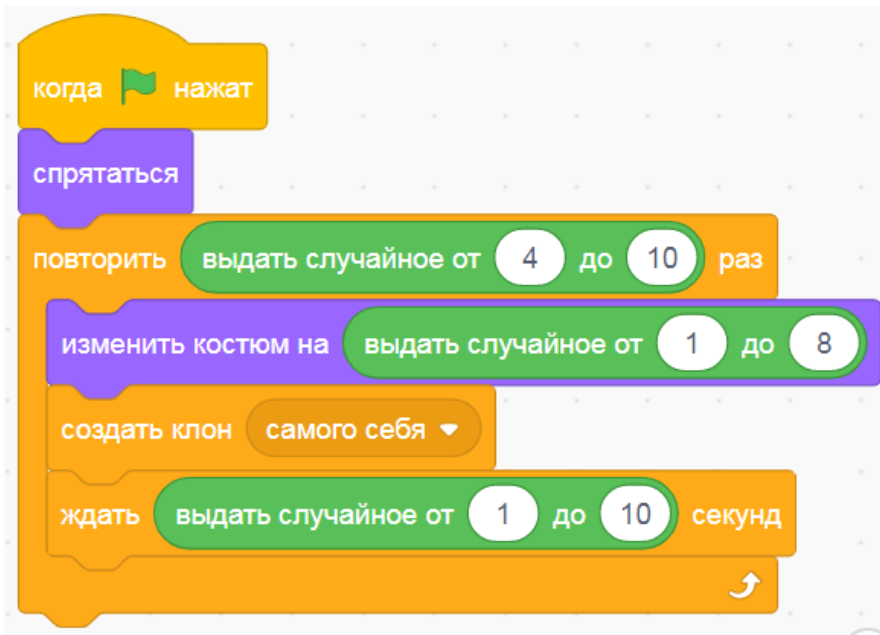 когда нажат
спрятаться
повторить выдать случайное от 4 до 10 раз
изменить костюм на выдать случайное от 1 до 8
создать клон самого себя
ждать выдать случайное от 1 до 10 секунд